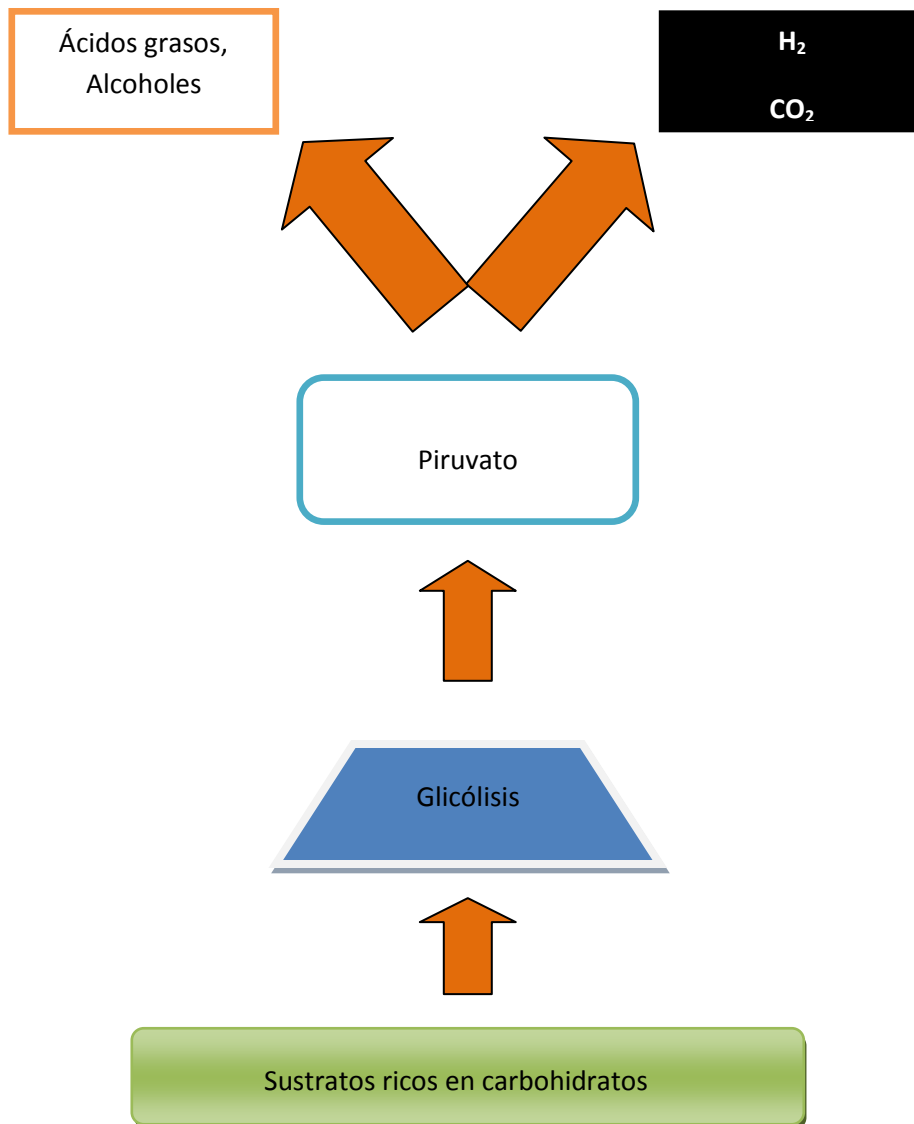 Ácidos grasos,
Alcoholes
H₂
CO₂
Piruvato
Glicólisis
Sustratos ricos en carbohidratos